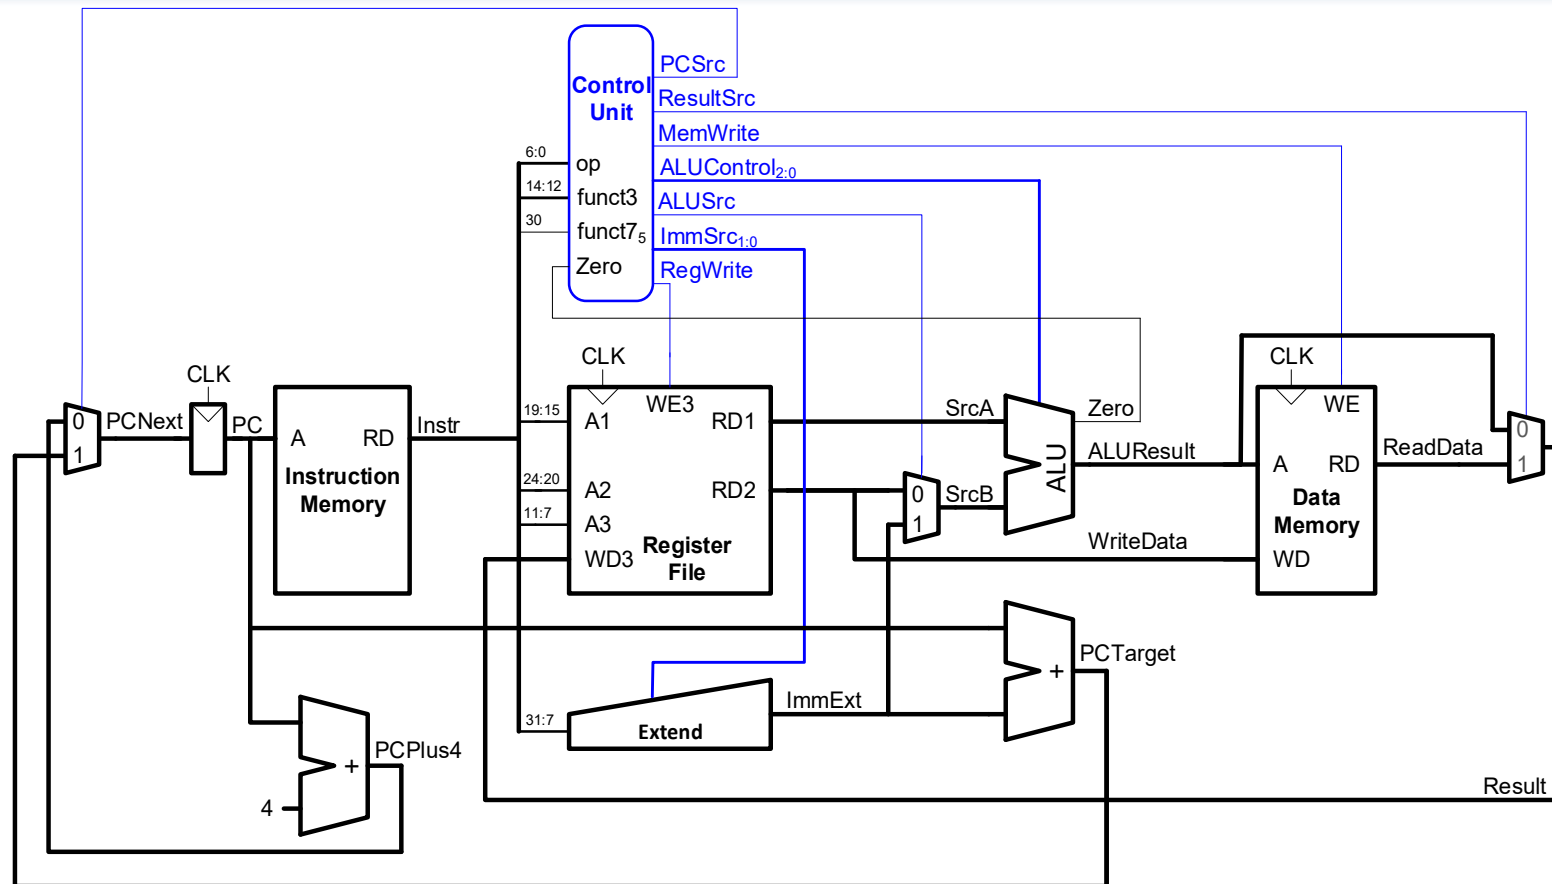 PCSrc
Control
Unit
ResultSrc
MemWrite
6:0
op
ALUControl2:0
14:12
funct3
ALUSrc
30
funct75
ImmSrc1:0
Zero
RegWrite
CLK
CLK
CLK
0
1
PCNext
PC
A
RD
Instruction
Memory
Instr
19:15
A1
WE3
RD1
24:20
A2
RD2
11:7
A3
WD3
Register
File
SrcA
0
1
SrcB
ALU
Zero
ALUResult
WriteData
WE
A
RD
Data
Memory
WD
ReadData
0
1
31:7
Extend
ImmExt
+
PCTarget
+
PCPlus4
4
Result